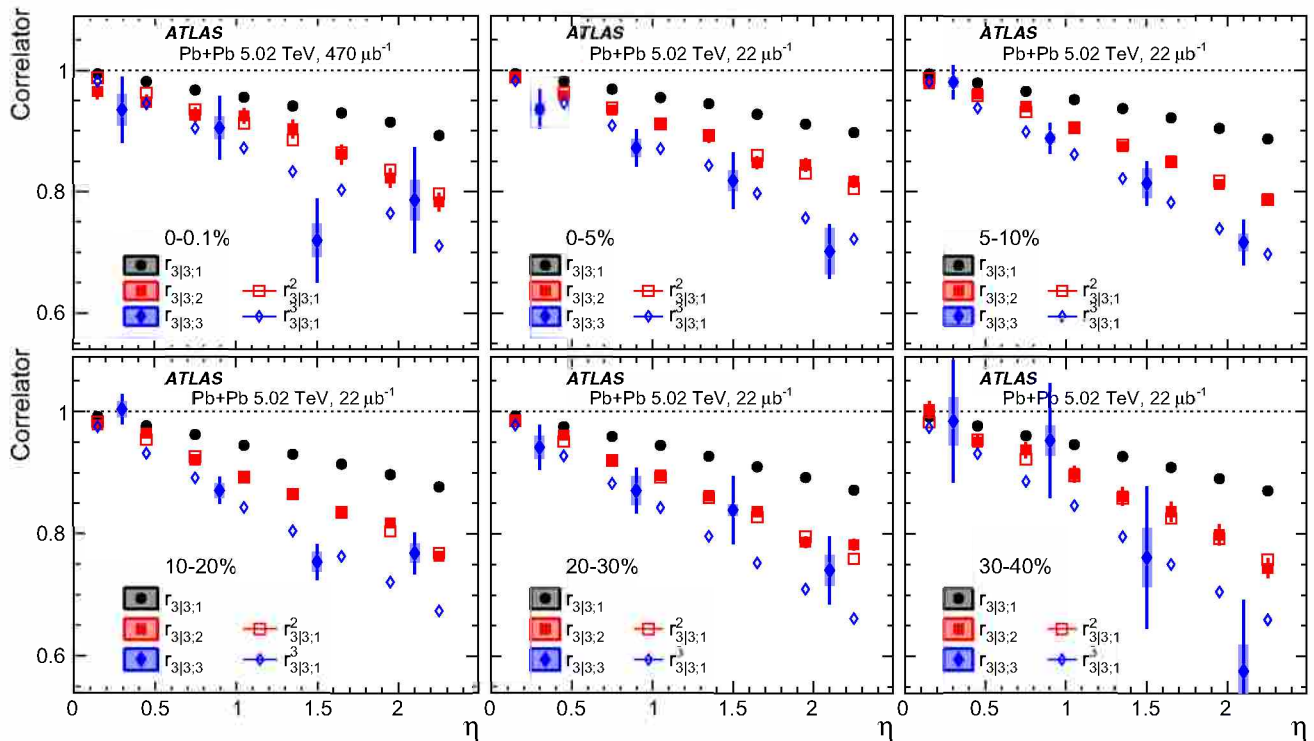 Correlator
ATLAS
Pb+Pb 5.02 TeV, 470 μb⁻¹
1
0.8
0.6
0-0.1%
r3|3;1
r3|3;2 r²3|3;1
r3|3;3 r³3|3;1
ATLAS
Pb+Pb 5.02 TeV, 22 μb⁻¹
0-5%
r3|3;1
r3|3;2 r²3|3;1
r3|3;3 r³3|3;1
ATLAS
Pb+Pb 5.02 TeV, 22 μb⁻¹
5-10%
r3|3;1
r3|3;2 r²3|3;1
r3|3;3 r³3|3;1
Correlator
ATLAS
Pb+Pb 5.02 TeV, 22 μb⁻¹
1
0.8
0.6
10-20%
r3|3;1
r3|3;2 r²3|3;1
r3|3;3 r³3|3;1
0 0.5 1 1.5 2
η
ATLAS
Pb+Pb 5.02 TeV, 22 μb⁻¹
20-30%
r3|3;1
r3|3;2 r²3|3;1
r3|3;3 r³3|3;1
0 0.5 1 1.5 2
η
ATLAS
Pb+Pb 5.02 TeV, 22 μb⁻¹
30-40%
r3|3;1
r3|3;2 r²3|3;1
r3|3;3 r³3|3;1
0 0.5 1 1.5 2
η